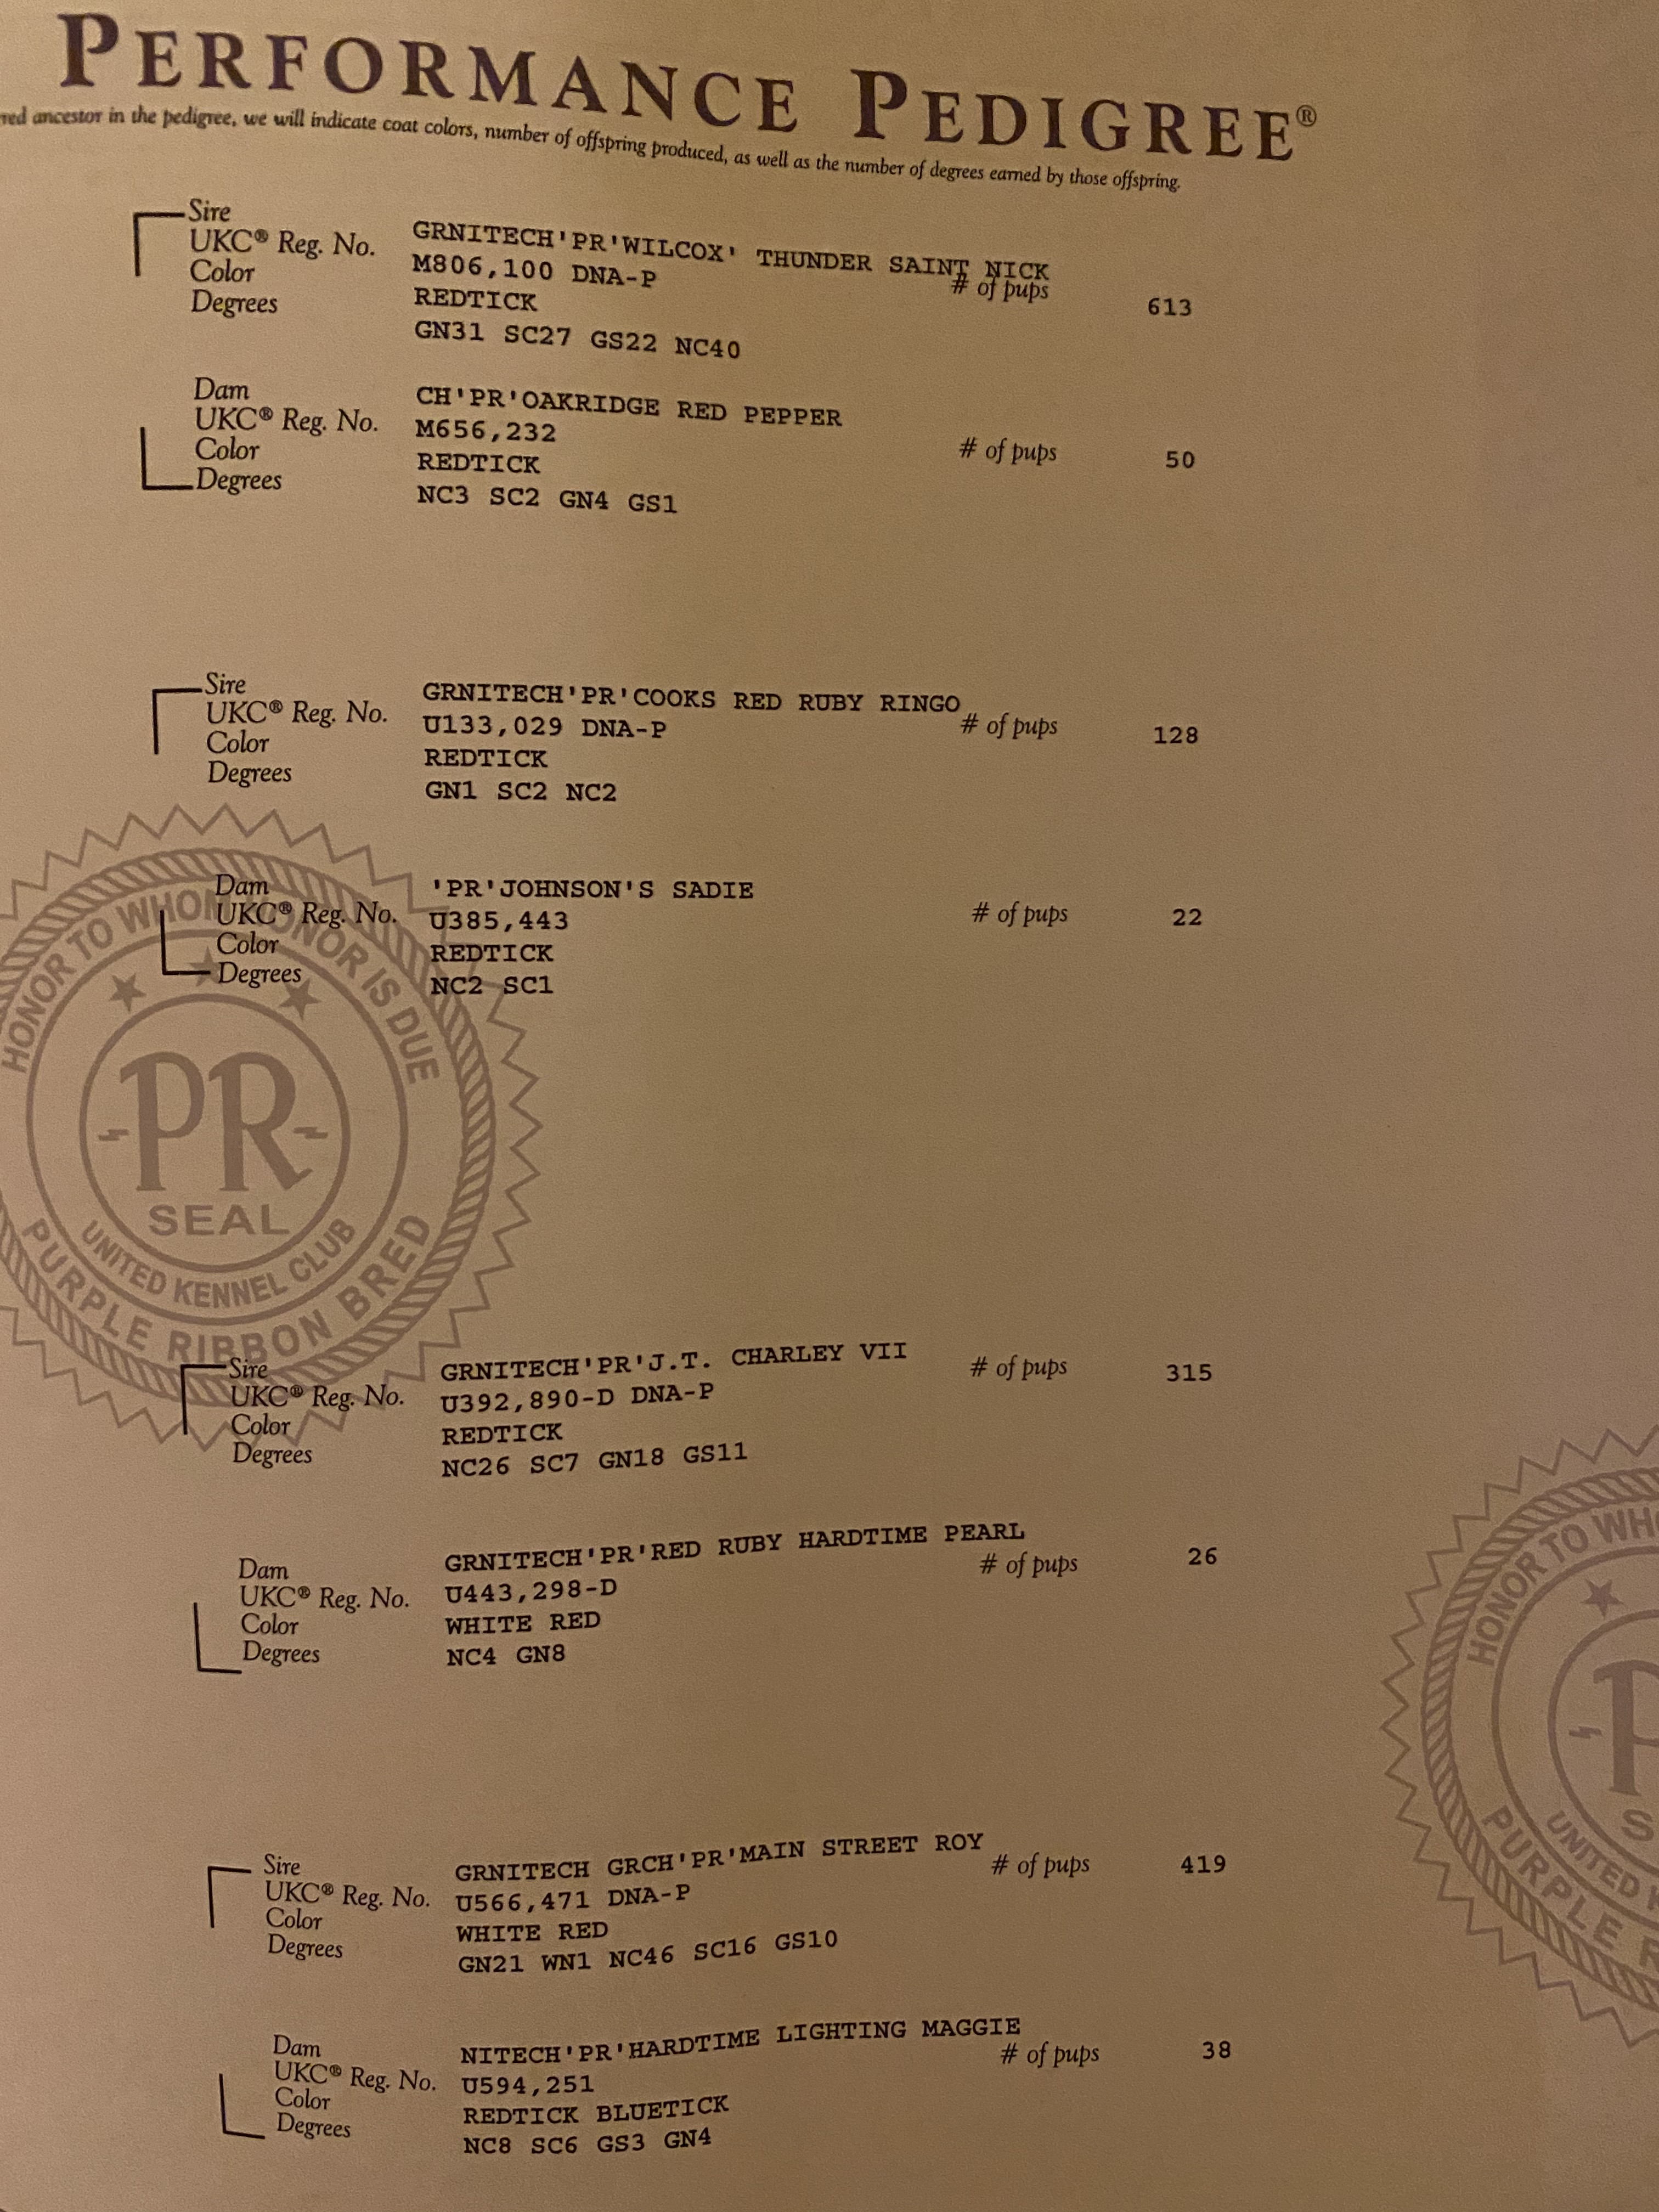 PERFORMANCE PEDIGREE®
ancestor in the pedigree, we will indicate coat colors, number of offspring produced, as well as the number of degrees earned by those offspring.
Sire GRNITECH'PR'WILCOX' THUNDER SAINT NICK
UKC® Reg. No. M806,100 DNA-P # of pups 613
Color REDTICK
Degrees GN31 SC27 GS22 NC40
Dam CH'PR'OAKRIDGE RED PEPPER
UKC® Reg. No. M656,232 # of pups 50
Color REDTICK
Degrees NC3 SC2 GN4 GS1
Sire GRNITECH'PR'COOKS RED RUBY RINGO
UKC® Reg. No. U133,029 DNA-P # of pups 128
Color REDTICK
Degrees GN1 SC2 NC2
Dam 'PR'JOHNSON'S SADIE
UKC® Reg. No. U385,443 # of pups 22
Color REDTICK
Degrees NC2 SC1
HONOR TO WHOM HONOR IS DUE
-PR-
SEAL
UNITED KENNEL CLUB
PURPLE RIBBON BRED
Sire GRNITECH'PR'J.T. CHARLEY VII # of pups 315
UKC® Reg. No. U392,890-D DNA-P
Color REDTICK
Degrees NC26 SC7 GN18 GS11
Dam GRNITECH'PR'RED RUBY HARDTIME PEARL
UKC® Reg. No. U443,298-D # of pups 26
Color WHITE RED
Degrees NC4 GN8
HONOR TO
PURPLE
UNITED
Sire GRNITECH GRCH'PR'MAIN STREET ROY # of pups 419
UKC® Reg. No. U566,471 DNA-P
Color WHITE RED
Degrees GN21 WN1 NC46 SC16 GS10
Dam NITECH'PR'HARDTIME LIGHTING MAGGIE
UKC® Reg. No. U594,251 # of pups 38
Color REDTICK BLUETICK
Degrees NC8 SC6 GS3 GN4